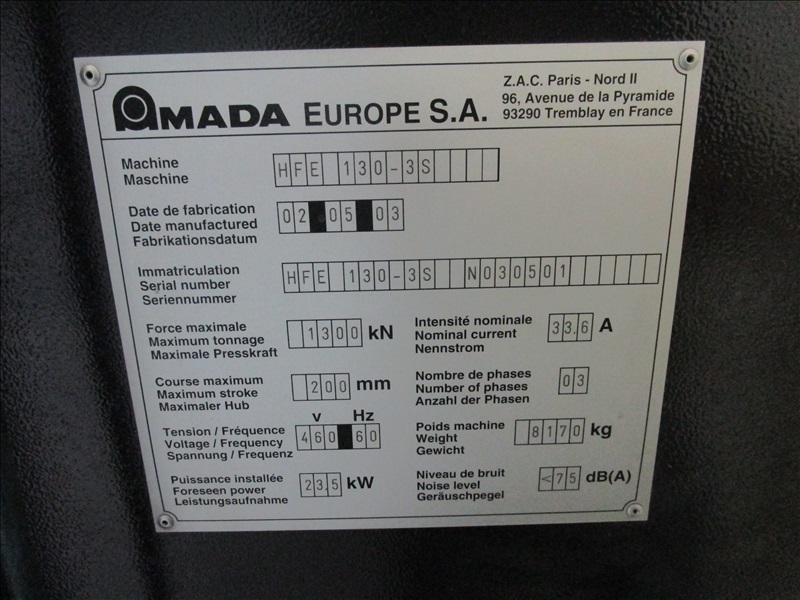 AMADA EUROPE S.A.
Z.A.C. Paris - Nord II
96, Avenue de la Pyramide
93290 Tremblay en France
Machine
Maschine
HFE 130-3S
Date de fabrication
Date manufactured
Fabrikationsdatum
02 05 03
Immatriculation
Serial number
Seriennummer
HFE 130-3S N030501
Force maximale
Maximum tonnage
Maximale Presskraft
1300 kN
Intensité nominale
Nominal current
Nennstrom
33,6 A
Course maximum
Maximum stroke
Maximaler Hub
200 mm
Nombre de phases
Number of phases
Anzahl der Phasen
03
Tension / Fréquence
Voltage / Frequency
Spannung / Frequenz
V Hz
460 60
Poids machine
Weight
Gewicht
8170 kg
Puissance installée
Foreseen power
Leistungsaufnahme
23,5 kW
Niveau de bruit
Noise level
Geräuschpegel
<75 dB(A)